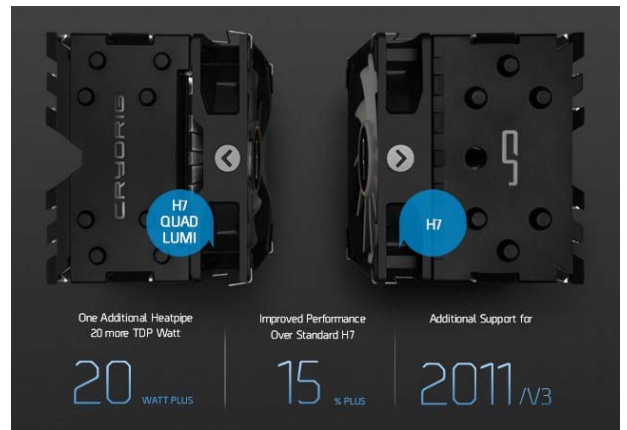 CRYORIG
H7
QUAD
LUMI
H7
One Additional Heatpipe
20 more TDP Watt
20 WATT PLUS
Improved Performance
Over Standard H7
15 % PLUS
Additional Support for
2011/V3